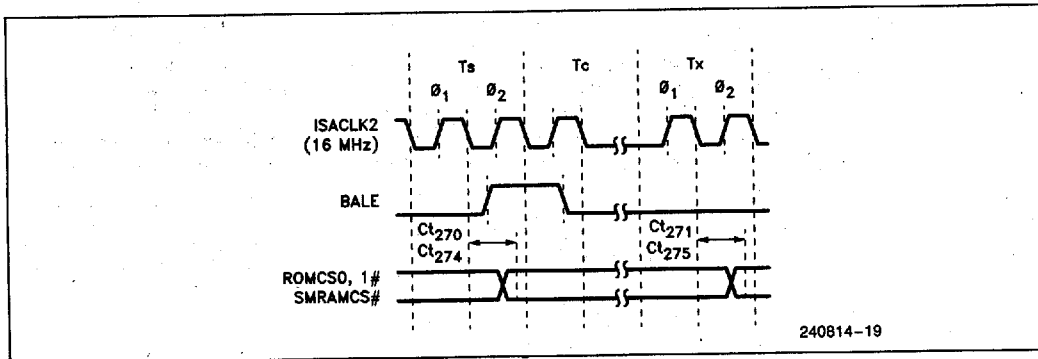 Ts Tc Tx
Ø1 Ø2 Ø1 Ø2
ISACLK2
(16 MHz)
BALE
Ct270 Ct271
Ct274 Ct275
ROMCS0, 1#
SMRAMCS#
240814-19